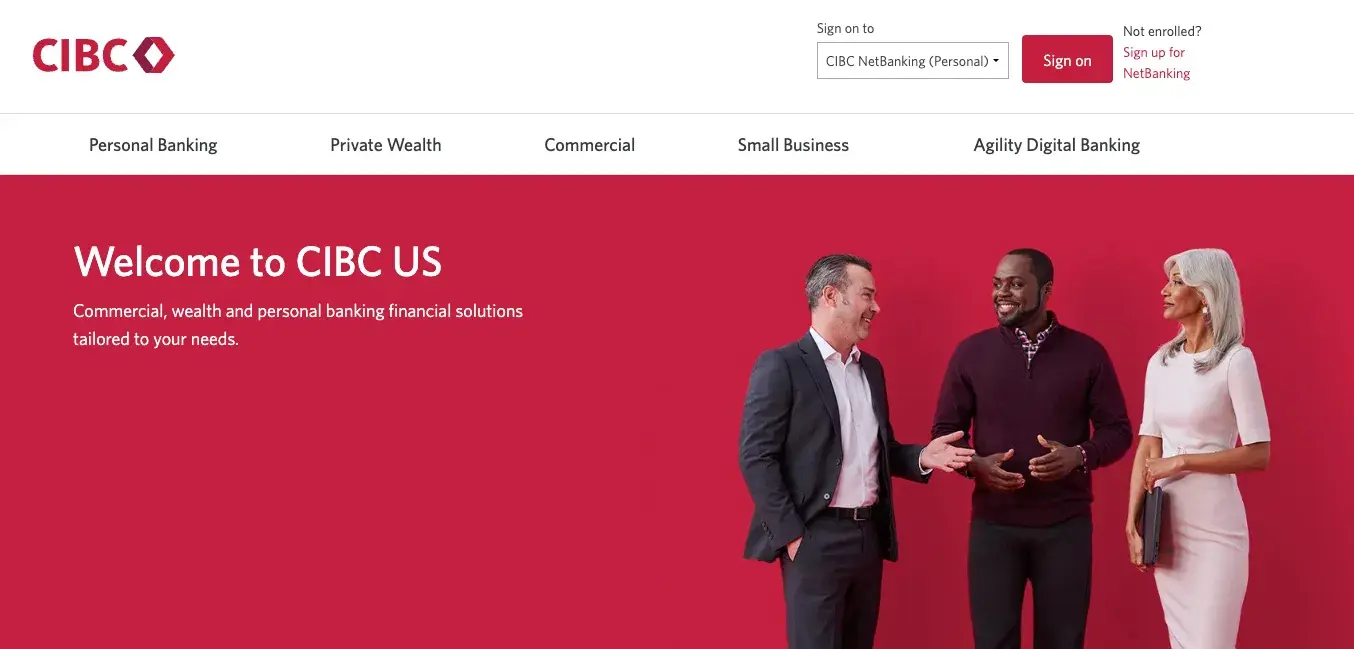 CIBC
Sign on to
CIBC NetBanking (Personal)
Sign on
Not enrolled?
Sign up for
NetBanking
Personal Banking
Private Wealth
Commercial
Small Business
Agility Digital Banking
Welcome to CIBC US
Commercial, wealth and personal banking financial solutions
tailored to your needs.